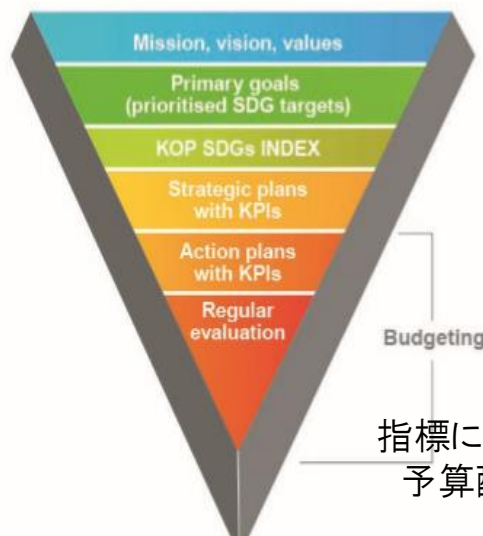 Mission, vision, values
Primary goals
(prioritised SDG targets)
KOP SDGs INDEX
Strategic plans
with KPIs
Action plans
with KPIs
Regular
evaluation
Budgeting
指標に
予算